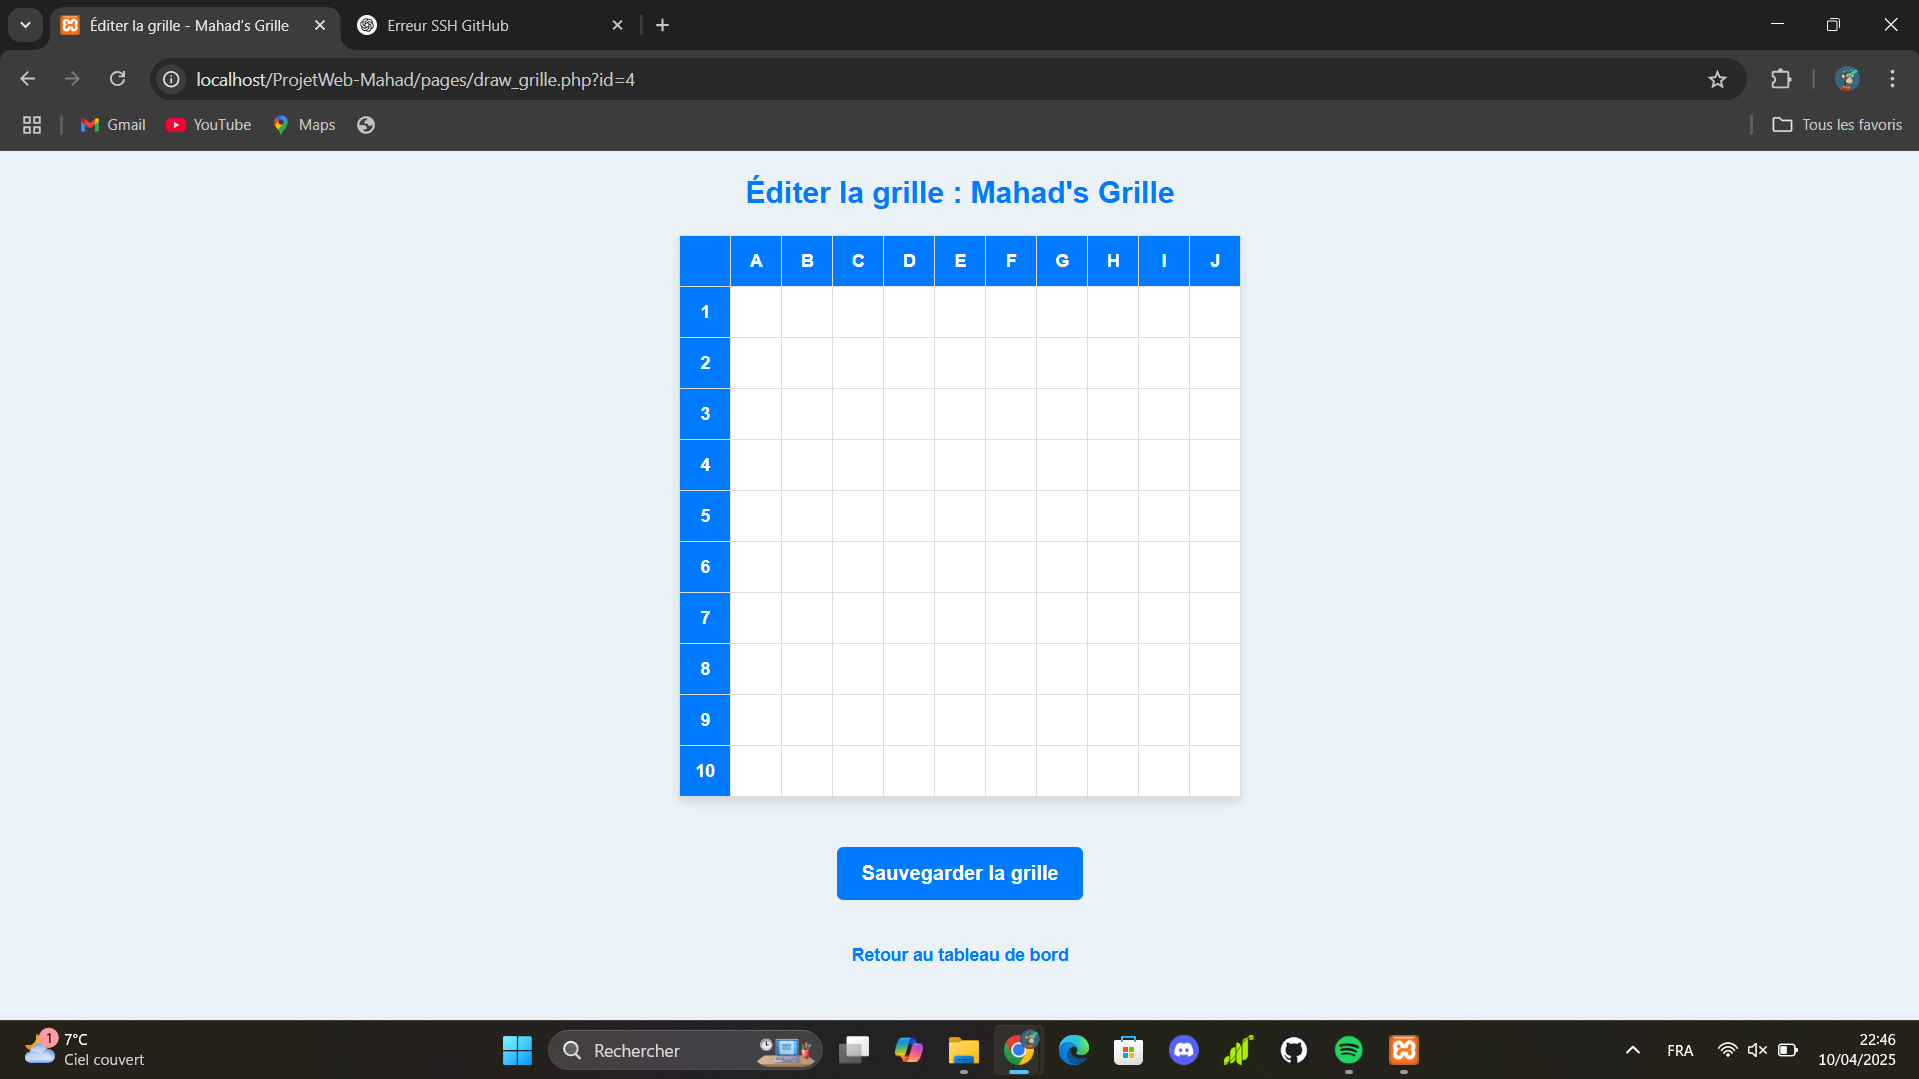 Éditer la grille - Mahad's Grille
Erreur SSH GitHub
localhost/ProjetWeb-Mahad/pages/draw_grille.php?id=4
Gmail
YouTube
Maps
Tous les favoris
Éditer la grille : Mahad's Grille
A B C D E F G H I J
1
2
3
4
5
6
7
8
9
10
Sauvegarder la grille
Retour au tableau de bord
1
7°C
Ciel couvert
Rechercher
FRA
22:46
10/04/2025